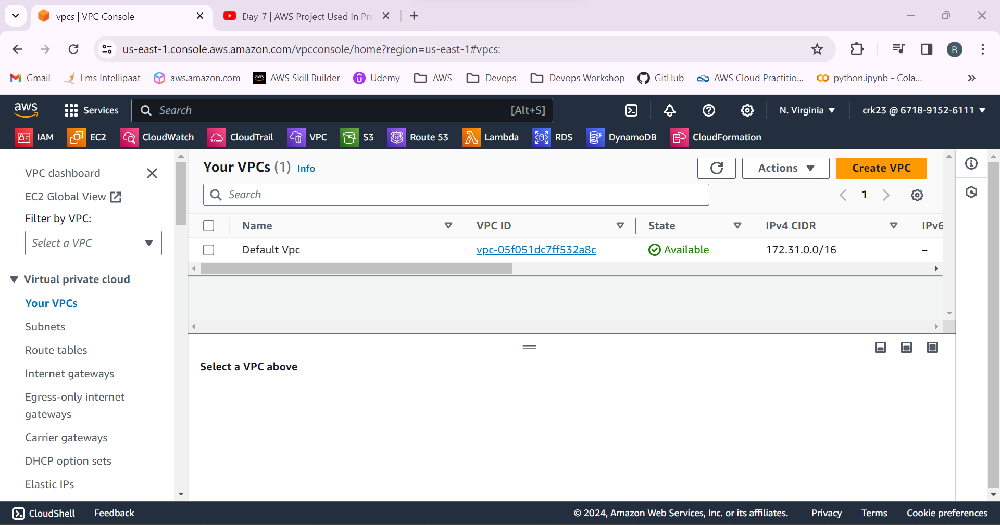 vpcs | VPC Console
Day-7 | AWS Project Used In Pro
us-east-1.console.aws.amazon.com/vpcconsole/home?region=us-east-1#vpcs:
R
Gmail
Lms Intellipaat
aws.amazon.com
aws
AWS Skill Builder
Udemy
AWS
Devops
Devops Workshop
GitHub
AWS Cloud Practitio...
python.ipynb - Cola...
aws
Services
Search
[Alt+S]
N. Virginia
crk23 @ 6718-9152-6111
IAM
EC2
CloudWatch
CloudTrail
VPC
S3
53
Route 53
Lambda
RDS
DynamoDB
CloudFormation
VPC dashboard
EC2 Global View
Filter by VPC:
Select a VPC
Virtual private cloud
Your VPCs
Subnets
Route tables
Internet gateways
Egress-only internet
gateways
Carrier gateways
DHCP option sets
Elastic IPs
Your VPCs (1) Info
Actions
Create VPC
Search
1
Name
VPC ID
State
IPv4 CIDR
IPv6
Default Vpc
vpc-05f051dc7ff532a8c
Available
172.31.0.0/16
–
Select a VPC above
CloudShell
Feedback
© 2024, Amazon Web Services, Inc. or its affiliates.
Privacy
Terms
Cookie preferences